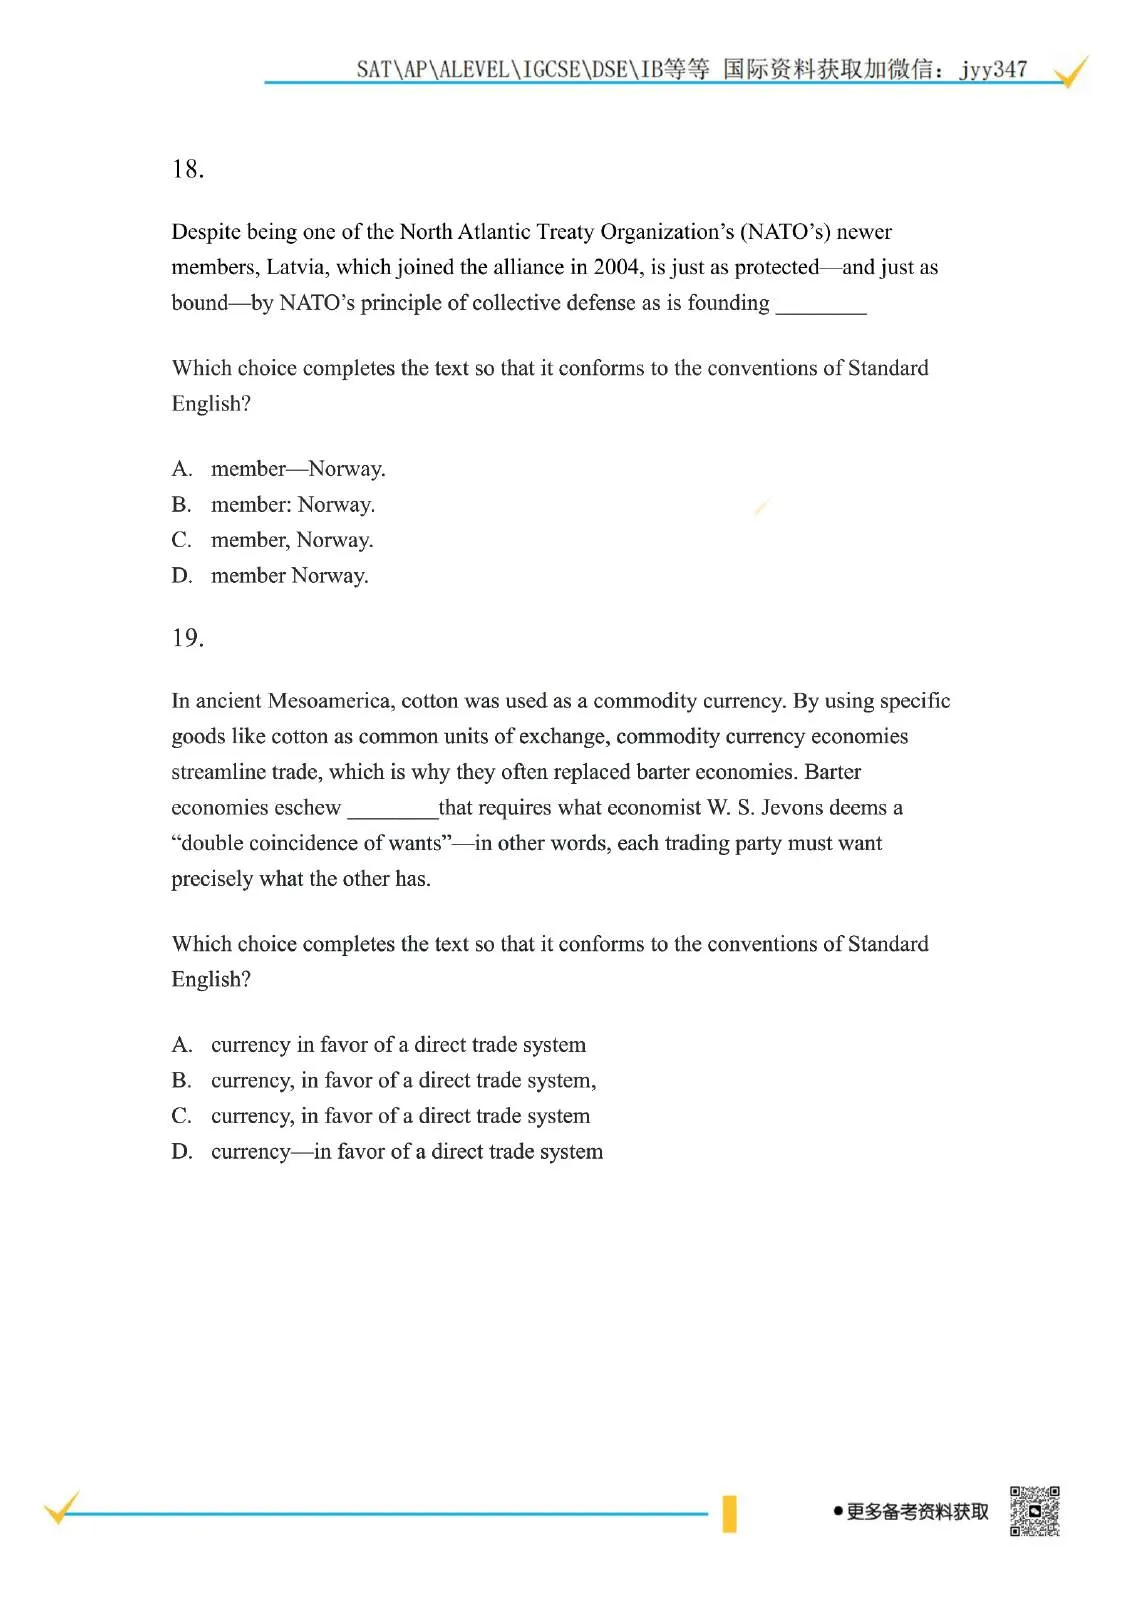 SAT\AP\ALEVEL\IGCSE\DSE\IB等等 国际资料获取加微信：jyy347
18.
Despite being one of the North Atlantic Treaty Organization’s (NATO’s) newer
members, Latvia, which joined the alliance in 2004, is just as protected—and just as
bound—by NATO’s principle of collective defense as is founding ________
Which choice completes the text so that it conforms to the conventions of Standard
English?
A. member—Norway.
B. member: Norway.
C. member, Norway.
D. member Norway.
19.
In ancient Mesoamerica, cotton was used as a commodity currency. By using specific
goods like cotton as common units of exchange, commodity currency economies
streamline trade, which is why they often replaced barter economies. Barter
economies eschew ________that requires what economist W. S. Jevons deems a
“double coincidence of wants”—in other words, each trading party must want
precisely what the other has.
Which choice completes the text so that it conforms to the conventions of Standard
English?
A. currency in favor of a direct trade system
B. currency, in favor of a direct trade system,
C. currency, in favor of a direct trade system
D. currency—in favor of a direct trade system
●更多备考资料获取